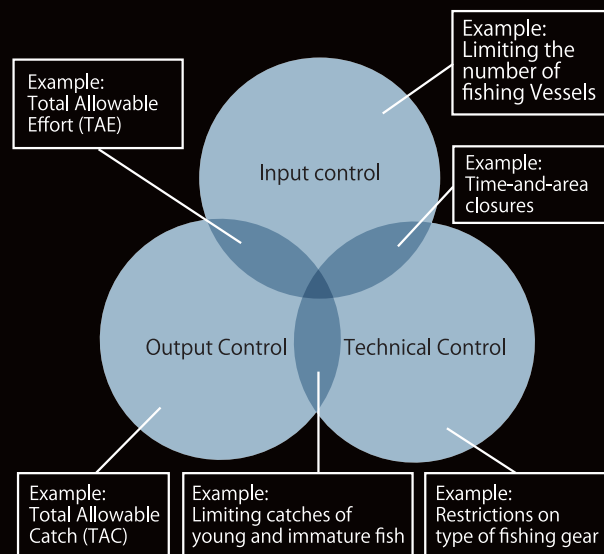 Example:
Limiting the
number of
fishing Vessels
Example:
Total Allowable
Effort (TAE)
Input control
Example:
Time-and-area
closures
Output Control
Technical Control
Example:
Total Allowable
Catch (TAC)
Example:
Limiting catches of
young and immature fish
Example:
Restrictions on
type of fishing gear